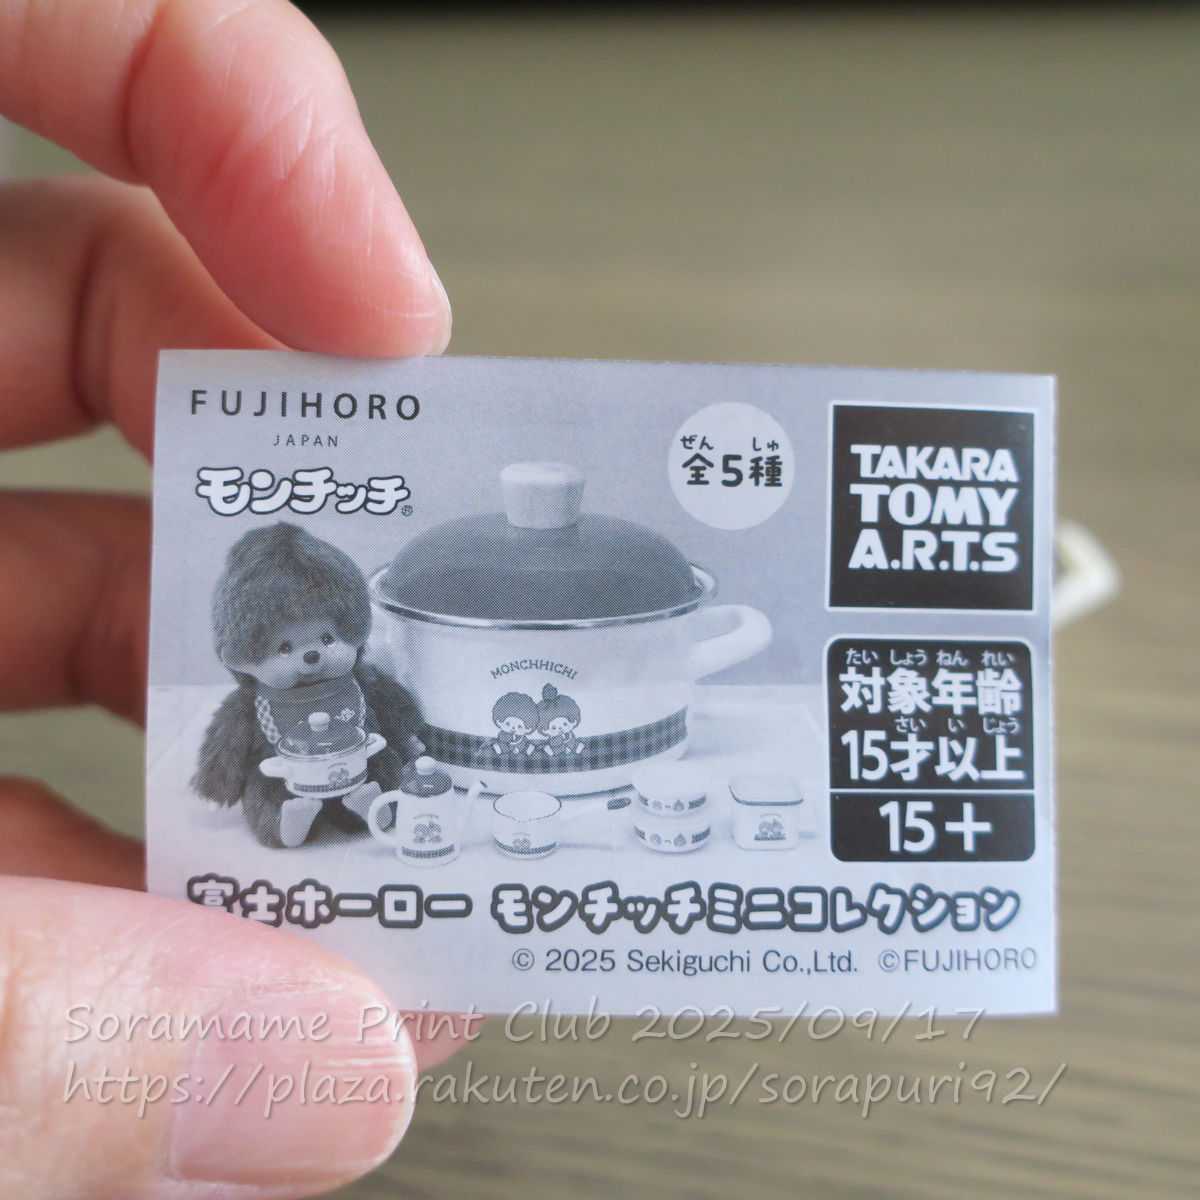 FUJIHORO
JAPAN
モンチッチ®
ぜん しゅ
全5種
TAKARA
TOMY
A.R.T.S
MONCHHICHI
たい しょう ねん れい
対象年齢
さい い じょう
15才以上
15+
富士ホーロー モンチッチミニコレクション
© 2025 Sekiguchi Co.,Ltd. ©FUJIHORO
Soramame Print Club 2025/09/17
https://plaza.rakuten.co.jp/sorapuri92/